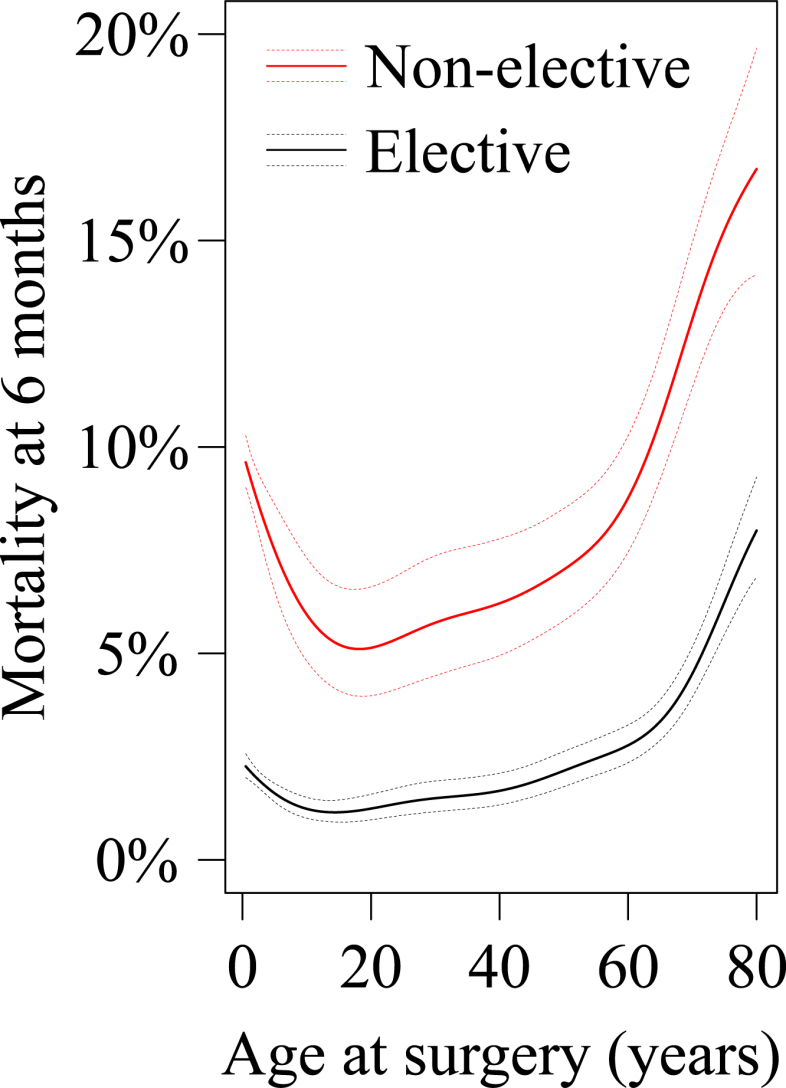 20%
15%
10%
5%
0%
Mortality at 6 months
Non-elective
Elective
0 20 40 60 80
Age at surgery (years)